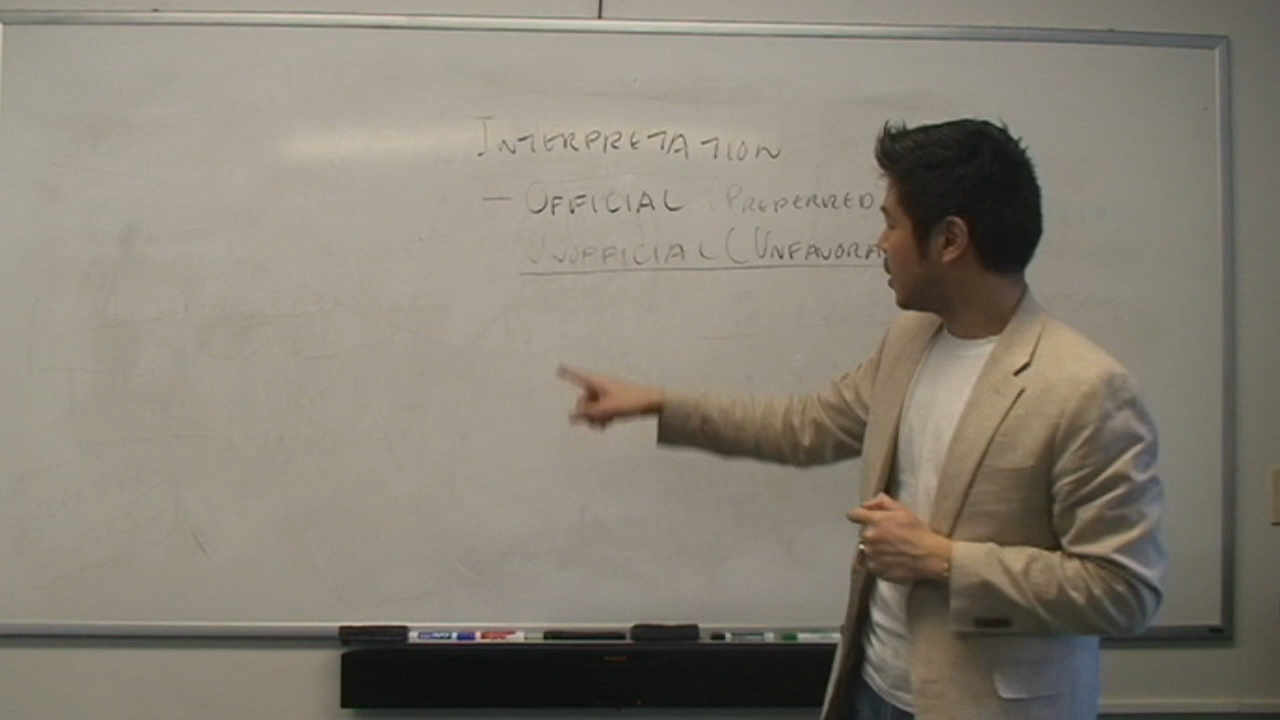 INTERPRETATION
– OFFICIAL PREFERRED
UNOFFICIAL (UNFAVORA